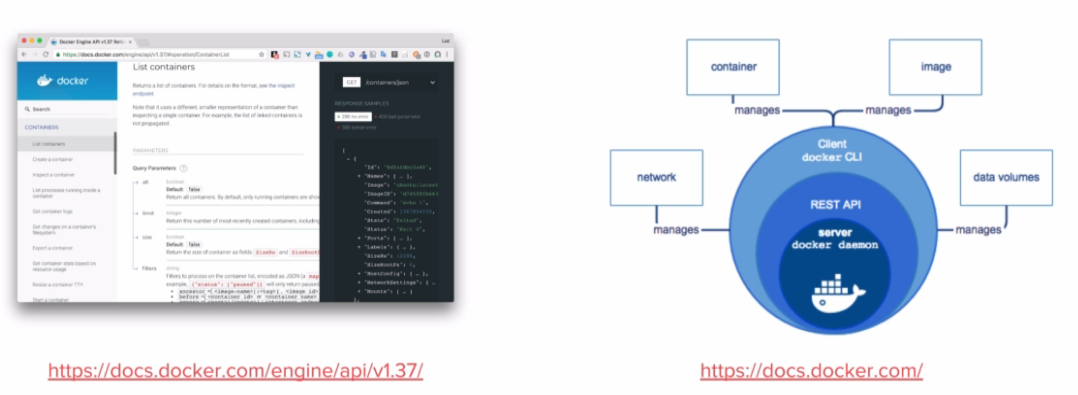 Docker Engine API v1.37 Refe
https://docs.docker.com/engine/api/v1.37/#operation/ContainerList
docker
Search
CONTAINERS
List containers
Create a container
Inspect a container
List processes running inside a
container
Get container logs
Get changes on a container's
filesystem
Export a container
Get container stats based on
resource usage
Resize a container TTY
Start a container
List containers
Returns a list of containers. For details on the format, see the inspect
endpoint.
Note that it uses a different, smaller representation of a container than
inspecting a single container. For example, the list of linked containers is
not propagated
PARAMETERS
Query Parameters
all
boolean
Default false
Return all containers. By default, only running containers are show
limit
integer
Return this number of most recently created containers, including
size
boolean
Default false
Return the size of container as fields SizeRw and SizeRootF
filters
string
Filters to process on the container list, encoded as JSON (a map
example, {"status": ["paused"]} will only return paused
ancestor=(<image-name>[:<tag>], <image id>
before=(<container id> or <container name>
GET /containers/json
RESPONSE SAMPLES
200 no error
400 bad parameter
500 server error
{
- {
"Id":
+ "Names": [ … ],
"Image":
"ImageID":
"Command": "echo 1",
"Created":
"State": "Exited",
"Status": "Exit 0",
+ "Ports": [ … ],
+ "Labels": { … },
"SizeRw": 12288,
"SizeRootFs": 0,
+ "HostConfig": { … },
+ "NetworkSettings": { …
+ "Mounts": [ … ]
},
https://docs.docker.com/engine/api/v1.37/
container
image
manages
manages
Client
docker CLI
network
data volumes
REST API
manages
manages
server
docker daemon
https://docs.docker.com/